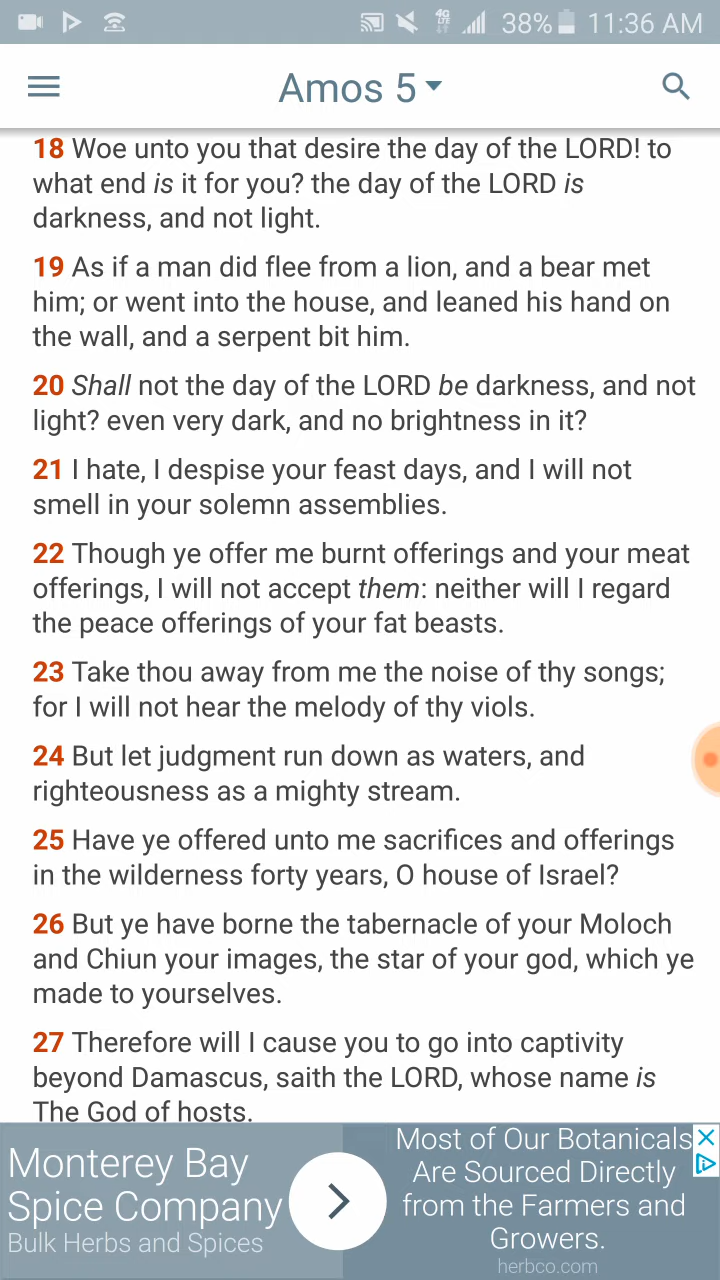 4G
LTE
38%
11:36 AM
Amos 5
18 Woe unto you that desire the day of the LORD! to
what end is it for you? the day of the LORD is
darkness, and not light.
19 As if a man did flee from a lion, and a bear met
him; or went into the house, and leaned his hand on
the wall, and a serpent bit him.
20 Shall not the day of the LORD be darkness, and not
light? even very dark, and no brightness in it?
21 I hate, I despise your feast days, and I will not
smell in your solemn assemblies.
22 Though ye offer me burnt offerings and your meat
offerings, I will not accept them: neither will I regard
the peace offerings of your fat beasts.
23 Take thou away from me the noise of thy songs;
for I will not hear the melody of thy viols.
24 But let judgment run down as waters, and
righteousness as a mighty stream.
25 Have ye offered unto me sacrifices and offerings
in the wilderness forty years, O house of Israel?
26 But ye have borne the tabernacle of your Moloch
and Chiun your images, the star of your god, which ye
made to yourselves.
27 Therefore will I cause you to go into captivity
beyond Damascus, saith the LORD, whose name is
The God of hosts.
Monterey Bay
Spice Company
Bulk Herbs and Spices
Most of Our Botanicals
Are Sourced Directly
from the Farmers and
Growers.
herbco.com